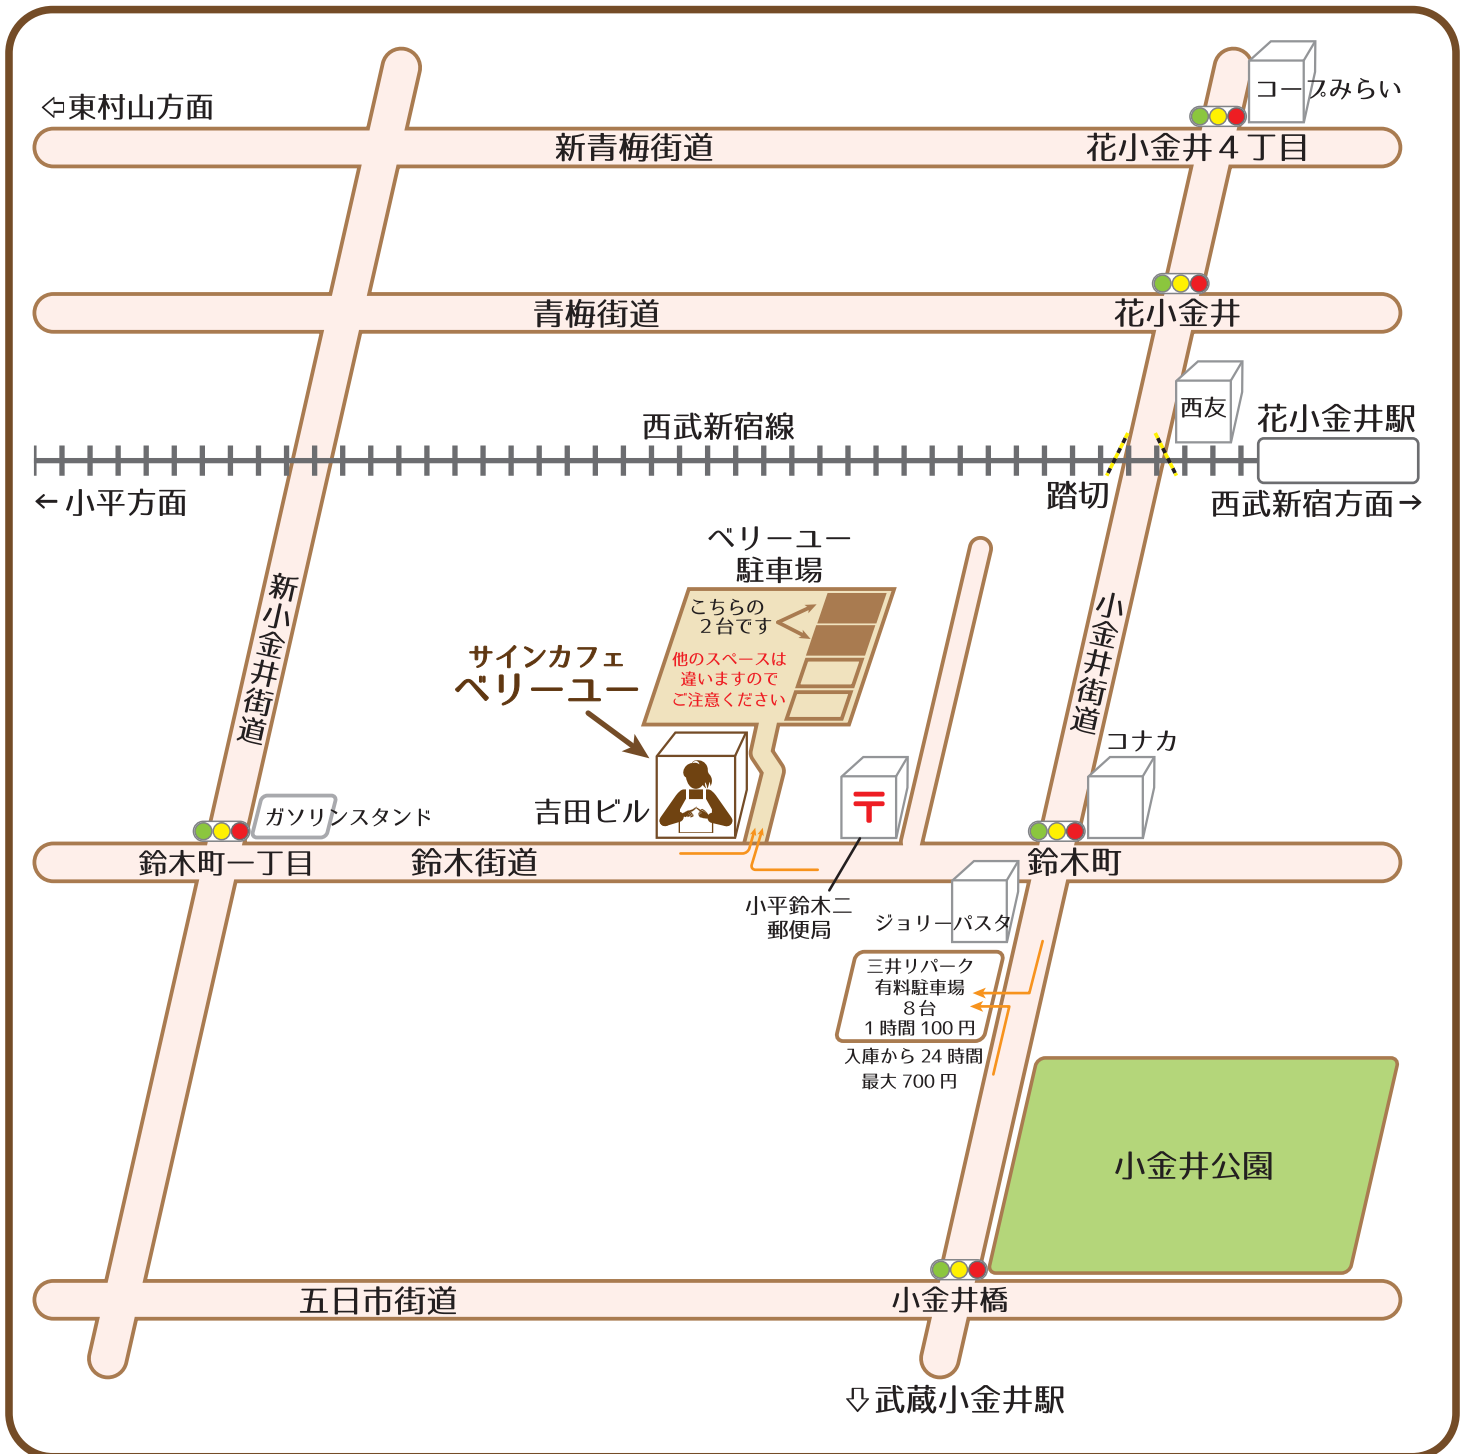 コープみらい
⇦東村山方面
新青梅街道
花小金井４丁目
青梅街道
花小金井
西友
西武新宿線
花小金井駅
踏切
←小平方面
西武新宿方面→
ベリーユー
駐車場
こちらの
２台です
他のスペースは
違いますので
ご注意ください
新小金井街道
小金井街道
サインカフェ
ベリーユー
コナカ
吉田ビル
〒
ガソリンスタンド
鈴木町一丁目
鈴木街道
鈴木町
小平鈴木二
郵便局
ジョリーパスタ
三井リパーク
有料駐車場
８台
1時間100円
入庫から24時間
最大700円
小金井公園
五日市街道
小金井橋
⇩武蔵小金井駅